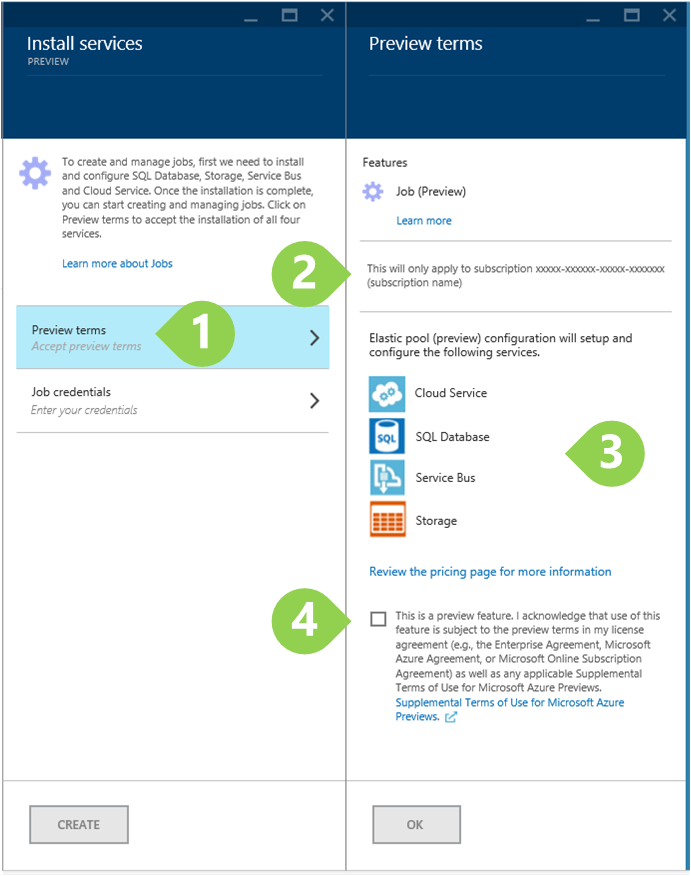 Install services
PREVIEW
To create and manage jobs, first we need to install
and configure SQL Database, Storage, Service Bus
and Cloud Service. Once the installation is complete,
you can start creating and managing jobs. Click on
Preview terms to accept the installation of all four
services.
Learn more about Jobs
Preview terms
Accept preview terms
1
Job credentials
Enter your credentials
CREATE
Preview terms
Features
Job (Preview)
Learn more
2
This will only apply to subscription xxxxx-xxxxxx-xxxxx-xxxxxxx
(subscription name)
Elastic pool (preview) configuration will setup and
configure the following services.
Cloud Service
SQL
SQL Database
3
Service Bus
Storage
Review the pricing page for more information
4
This is a preview feature. I acknowledge that use of this
feature is subject to the preview terms in my license
agreement (e.g., the Enterprise Agreement, Microsoft
Azure Agreement, or Microsoft Online Subscription
Agreement) as well as any applicable Supplemental
Terms of Use for Microsoft Azure Previews.
Supplemental Terms of Use for Microsoft Azure
Previews.
OK